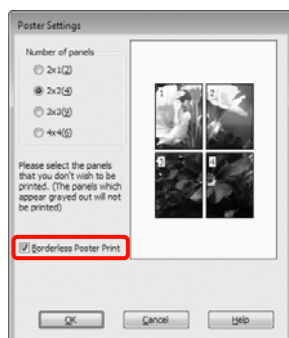 Poster Settings
Number of panels
2x1(2)
2x2(4)
3x3(9)
4x4(6)
Please select the panels
that you don't wish to be
printed. (The panels which
appear grayed out will not
be printed)
Borderless Poster Print
1
2
3
4
OK
Cancel
Help